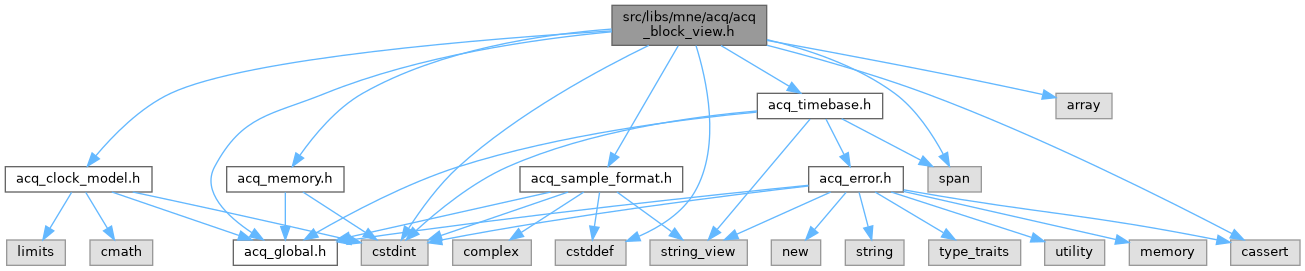 src/libs/mne/acq/acq
_block_view.h
acq_timebase.h
array
acq_clock_model.h
acq_memory.h
acq_sample_format.h
acq_error.h
span
limits
cmath
acq_global.h
cstdint
complex
cstddef
string_view
new
string
type_traits
utility
memory
cassert